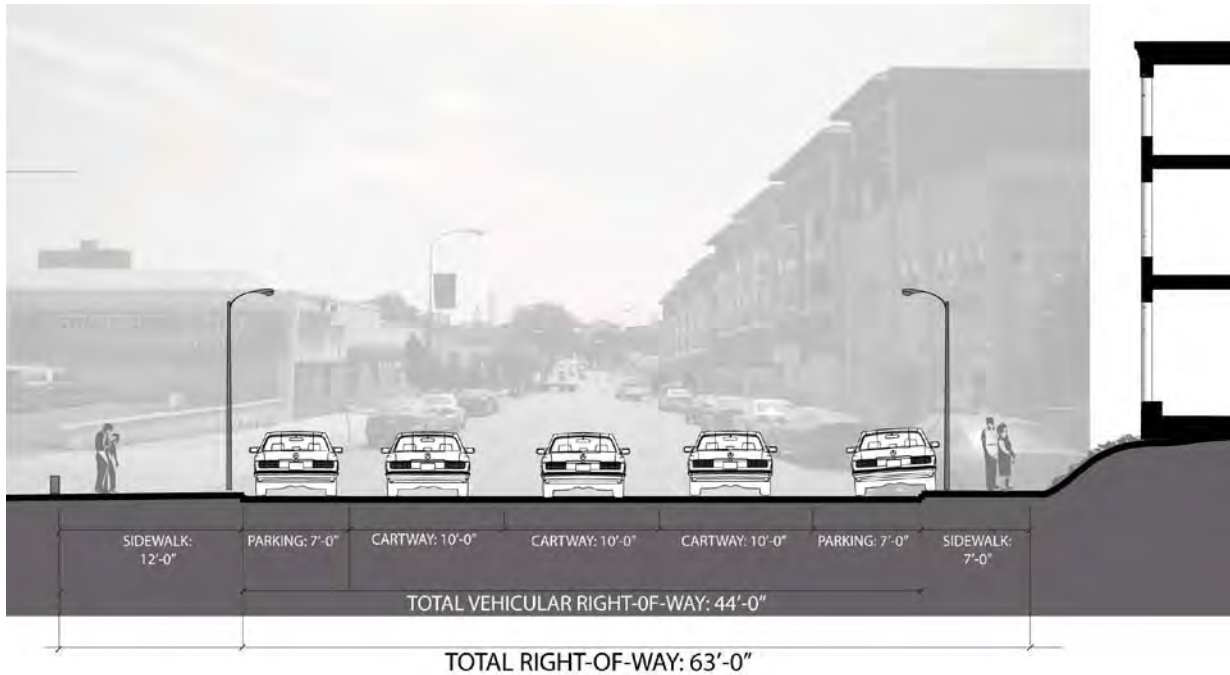 SIDEWALK:
12'-0"
PARKING: 7'-0"
CARTWAY: 10'-0"
CARTWAY: 10'-0"
CARTWAY: 10'-0"
PARKING: 7'-0"
SIDEWALK:
7'-0"
TOTAL VEHICULAR RIGHT-OF-WAY: 44'-0"
TOTAL RIGHT-OF-WAY: 63'-0"